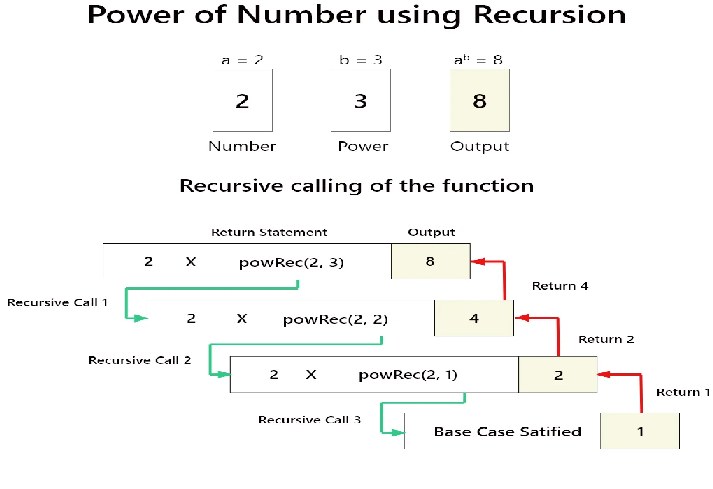 Power of Number using Recursion
a = 2 b = 3 aᵇ = 8
2 3 8
Number Power Output
Recursive calling of the function
Return Statement Output
2 X powRec(2, 3) 8
Return 4
Recursive Call 1
2 X powRec(2, 2) 4
Return 2
Recursive Call 2
2 X powRec(2, 1) 2
Return 1
Recursive Call 3
Base Case Satified 1